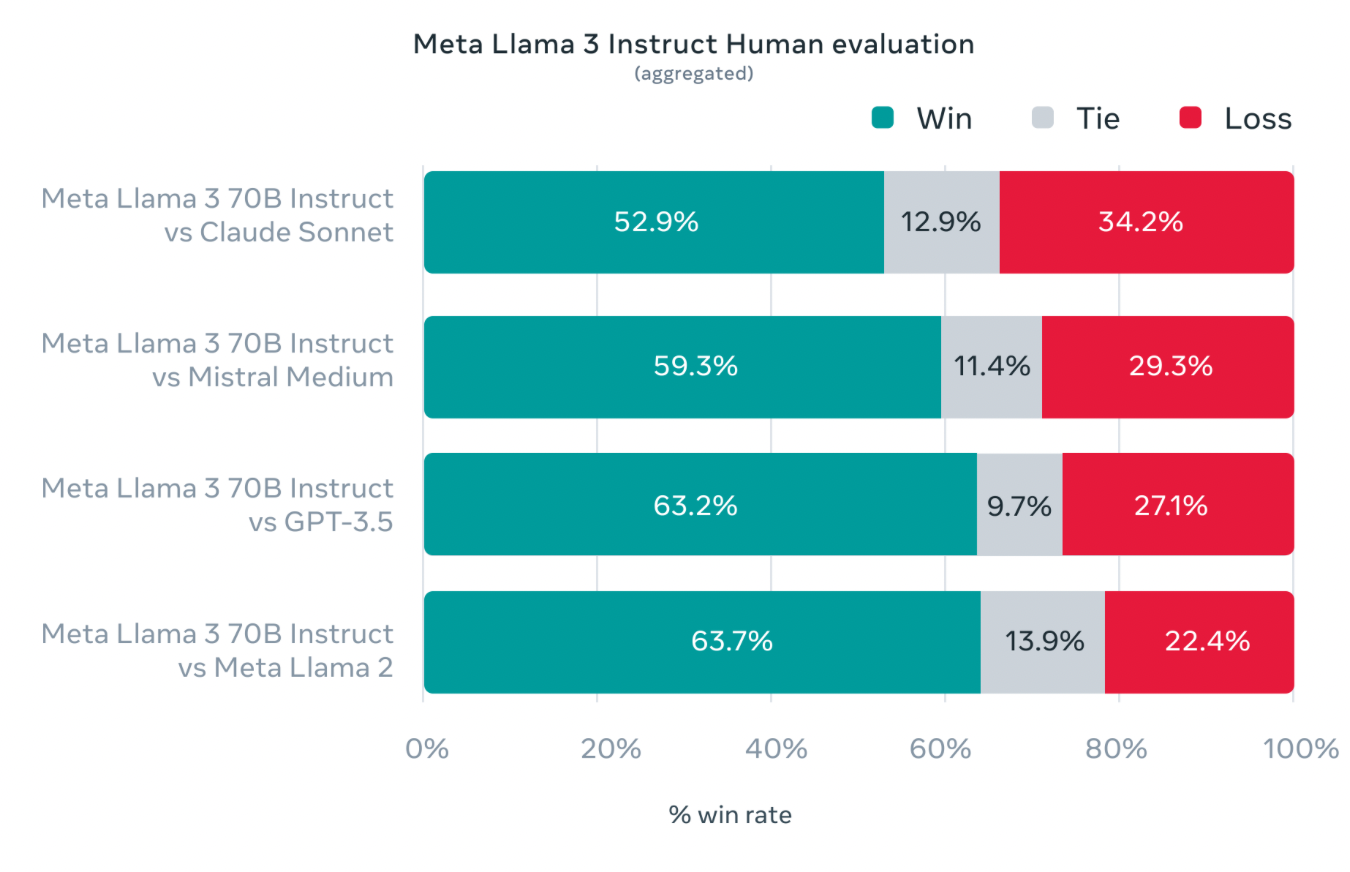 Meta Llama 3 Instruct Human evaluation
(aggregated)
Win Tie Loss
Meta Llama 3 70B Instruct
vs Claude Sonnet
52.9% 12.9% 34.2%
Meta Llama 3 70B Instruct
vs Mistral Medium
59.3% 11.4% 29.3%
Meta Llama 3 70B Instruct
vs GPT-3.5
63.2% 9.7% 27.1%
Meta Llama 3 70B Instruct
vs Meta Llama 2
63.7% 13.9% 22.4%
0% 20% 40% 60% 80% 100%
% win rate